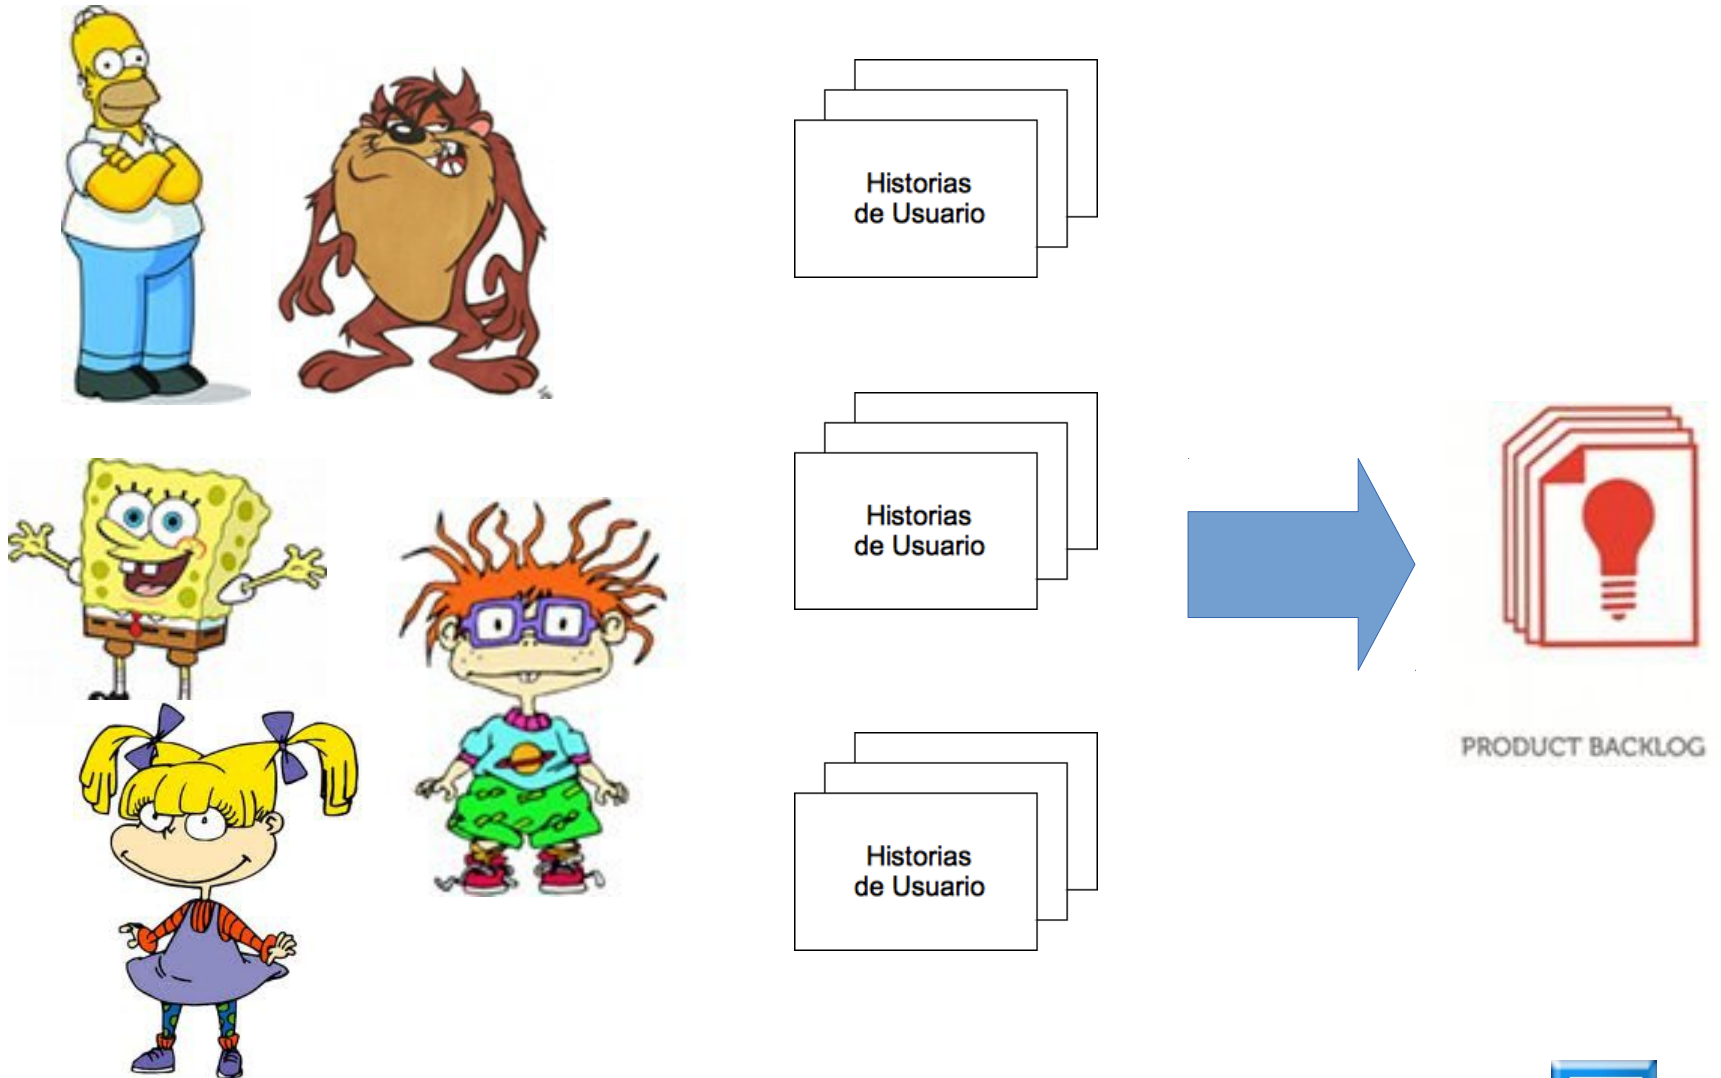 Historias
de Usuario
Historias
de Usuario
PRODUCT BACKLOG
Historias
de Usuario